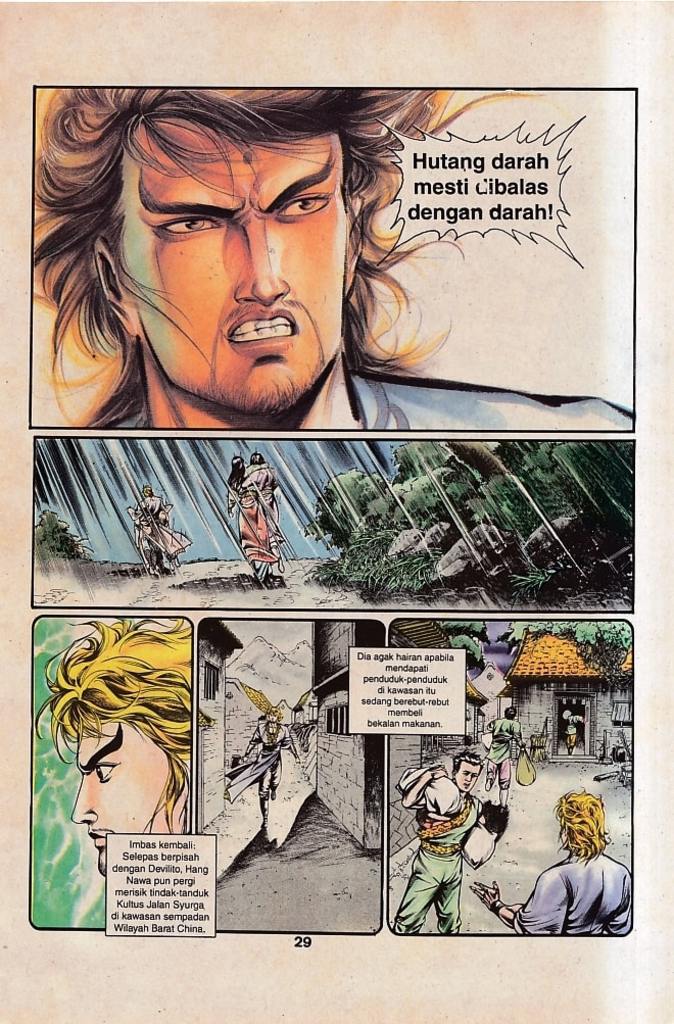 Hutang darah
mesti dibalas
dengan darah!
Dia agak hairan apabila
mendapati
penduduk-penduduk
di kawasan itu
sedang berebut-rebut
membeli
bekalan makanan.
Imbas kembali:
Selepas berpisah
dengan Devilito, Hang
Nawa pun pergi
merisik tindak-tanduk
Kultus Jalan Syurga
di kawasan sempadan
Wilayah Barat China.
29